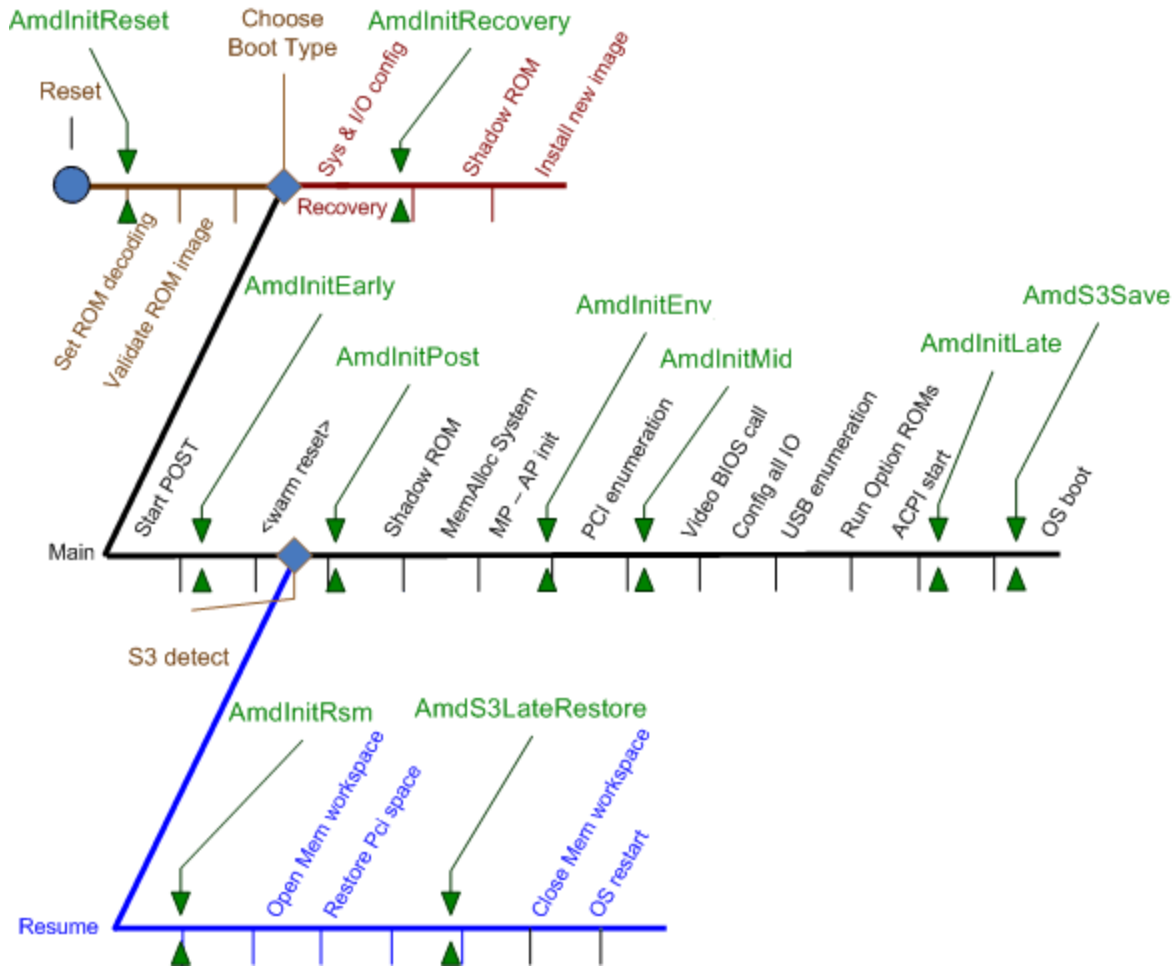 AmdInitReset
Choose
Boot Type
AmdInitRecovery
Reset
Sys & I/O config
Shadow ROM
Install new image
Recovery
Set ROM decoding
Validate ROM image
AmdInitEarly
AmdInitPost
AmdInitEnv
AmdInitMid
AmdInitLate
AmdS3Save
Main
Start POST
<warm reset>
Shadow ROM
MemAlloc System
MP – AP init
PCI enumeration
Video BIOS call
Config all IO
USB enumeration
Run Option ROMs
ACPI start
OS boot
S3 detect
AmdInitRsm
AmdS3LateRestore
Resume
Open Mem workspace
Restore Pci space
Close Mem workspace
OS restart